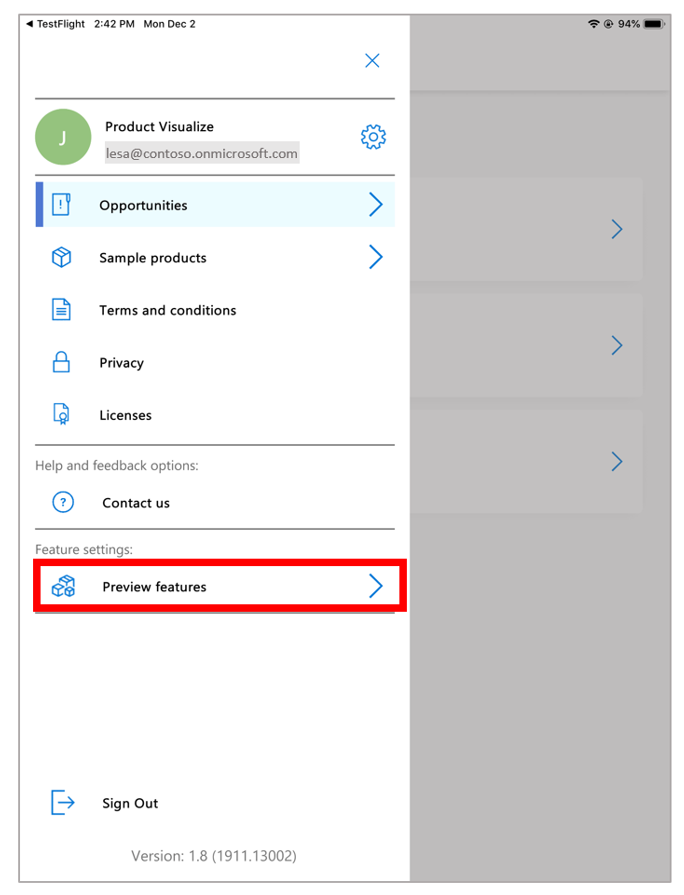 ◀ TestFlight 2:42 PM Mon Dec 2 94%
J
Product Visualize
lesa@contoso.onmicrosoft.com
Opportunities
Sample products
Terms and conditions
Privacy
Licenses
Help and feedback options:
Contact us
Feature settings:
Preview features
Sign Out
Version: 1.8 (1911.13002)